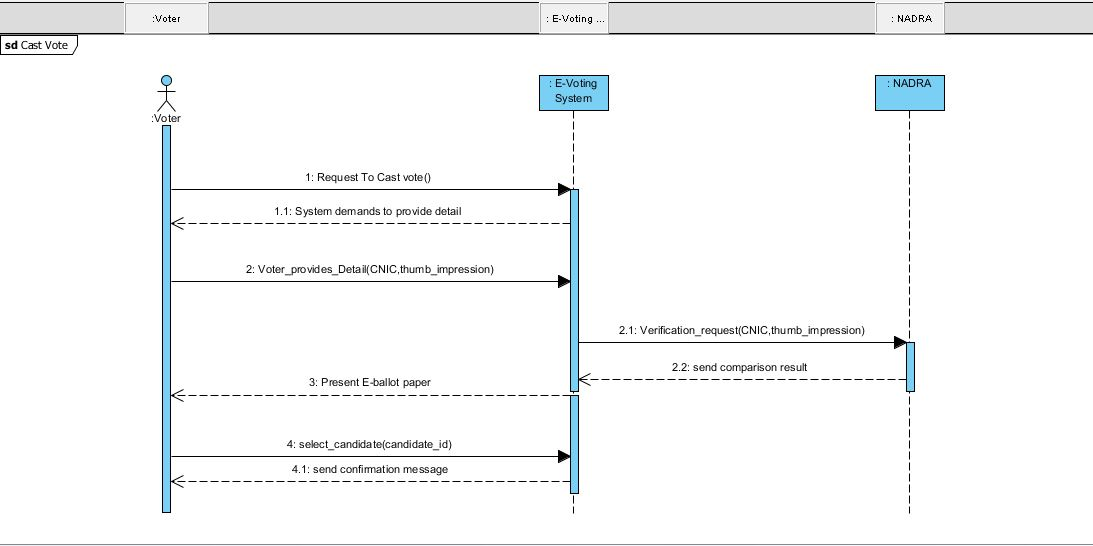 :Voter
: E-Voting ...
: NADRA
sd Cast Vote
: E-Voting
System
: NADRA
:Voter
1: Request To Cast vote()
1.1: System demands to provide detail
2: Voter_provides_Detail(CNIC,thumb_impression)
2.1: Verification_request(CNIC,thumb_impression)
2.2: send comparison result
3: Present E-ballot paper
4: select_candidate(candidate_id)
4.1: send confirmation message